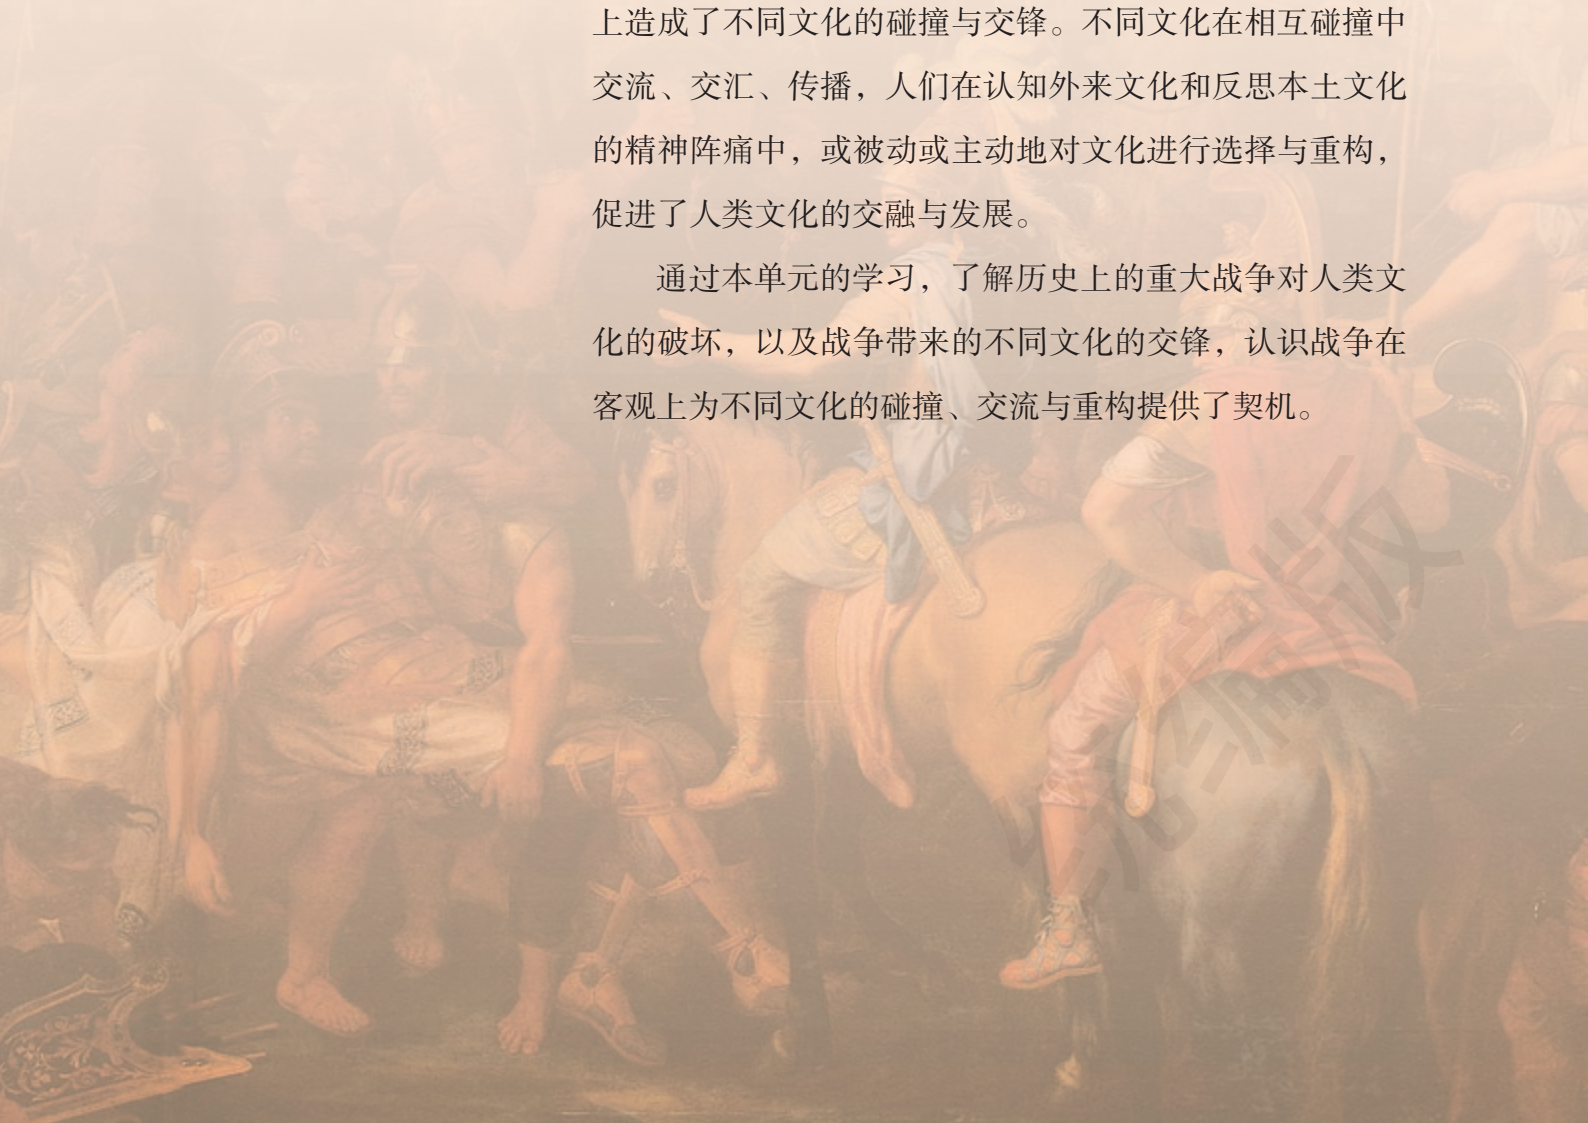 上造成了不同文化的碰撞与交锋。不同文化在相互碰撞中
交流、交汇、传播，人们在认知外来文化和反思本土文化
的精神阵痛中，或被动或主动地对文化进行选择与重构，
促进了人类文化的交融与发展。
通过本单元的学习，了解历史上的重大战争对人类文
化的破坏，以及战争带来的不同文化的交锋，认识战争在
客观上为不同文化的碰撞、交流与重构提供了契机。
统编版